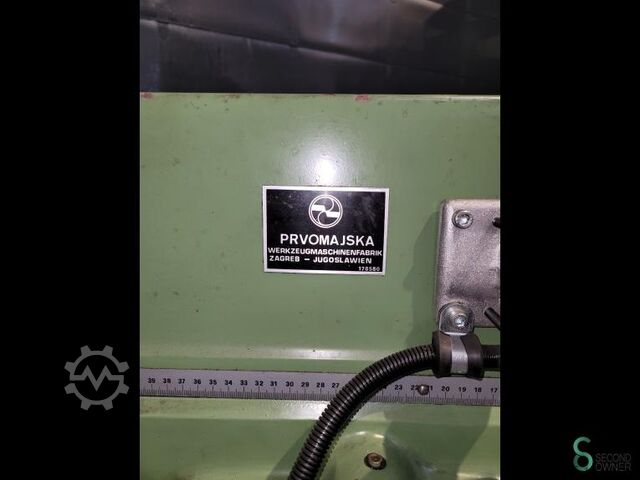 PRVOMAJSKA
WERKZEUGMASCHINENFABRIK
ZAGREB – JUGOSLAWIEN
178580
39 38 37 36 35 34 33 32 31 30 29 28 27 23 22 21 20 19 18 17
SECOND
OWNER